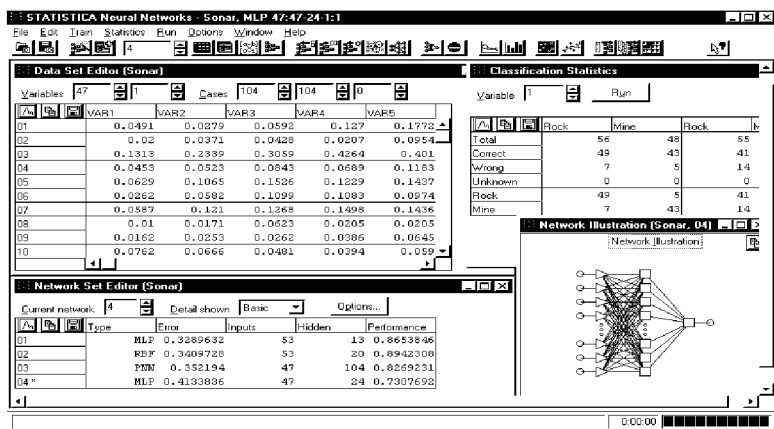 STATISTICA Neural Networks - Sonar, MLP 47:47-24-1:1
File Edit Train Statistics Run Options Window Help
4
Data Set Editor (Sonar)
Variables 47 1 Cases 104 104 0
VAR1 VAR2 VAR3 VAR4 VAR5
01 0.0491 0.0279 0.0592 0.127 0.1772
02 0.02 0.0371 0.0428 0.0207 0.0954
03 0.1313 0.2339 0.3059 0.4264 0.401
04 0.0453 0.0523 0.0843 0.0689 0.1183
05 0.0629 0.1065 0.1526 0.1229 0.1437
06 0.0262 0.0582 0.1099 0.1083 0.0974
07 0.0587 0.121 0.1268 0.1498 0.1436
08 0.01 0.0171 0.0623 0.0205 0.0205
09 0.0162 0.0253 0.0262 0.0386 0.0645
10 0.0762 0.0666 0.0481 0.0394 0.059
Classification Statistics
Variable 1 Run
Rock Mine Rock M
Total 56 48 55
Correct 49 43 41
Wrong 7 5 14
Unknown 0 0 0
Rock 49 5 41
Mine 7 43 14
Network Illustration (Sonar, 04)
Network Illustration
Network Set Editor (Sonar)
Current network 4 Detail shown Basic Options...
Type Error Inputs Hidden Performance
01 MLP 0.3289632 53 13 0.8653846
02 RBF 0.3409728 53 20 0.8942308
03 PNN 0.352194 47 104 0.8269231
04 * MLP 0.4133836 47 24 0.7307692
0:00:00